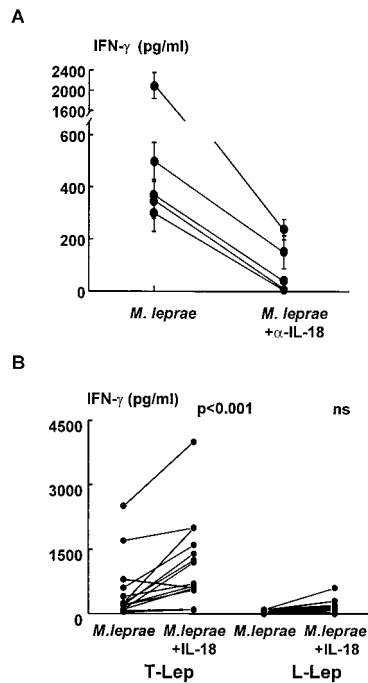 A
IFN-γ (pg/ml)
2400
2000
1600
600
400
200
0
M. leprae
M. leprae
+α-IL-18
B
IFN-γ (pg/ml)
p<0.001
ns
4500
3000
1500
0
M.leprae
M.leprae
+IL-18
M.leprae
M.leprae
+IL-18
T-Lep
L-Lep